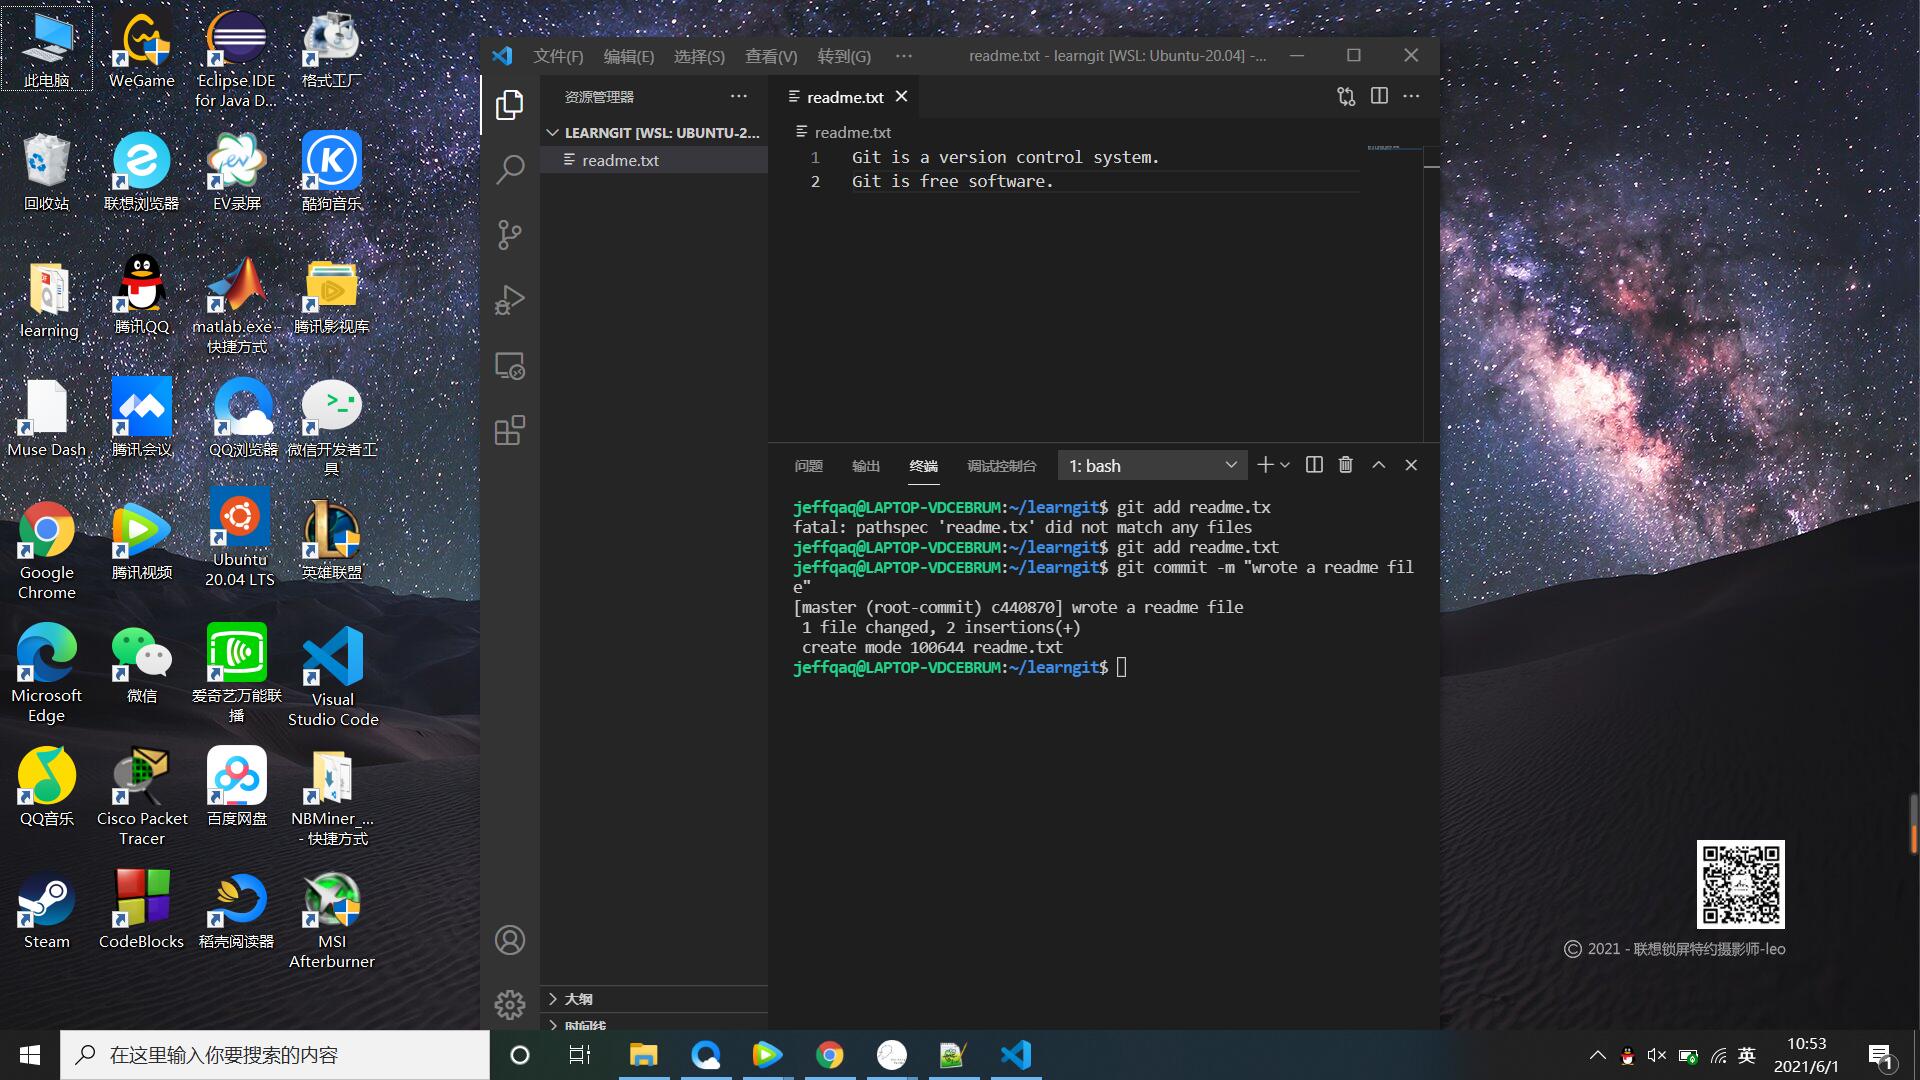 此电脑
WeGame
Eclipse IDE
for Java D...
格式工厂
回收站
联想浏览器
EV录屏
酷狗音乐
learning
腾讯QQ
matlab.exe -
快捷方式
腾讯影视库
Muse Dash
腾讯会议
QQ浏览器
微信开发者工
具
Google
Chrome
腾讯视频
Ubuntu
20.04 LTS
英雄联盟
Microsoft
Edge
微信
爱奇艺万能联
播
Visual
Studio Code
QQ音乐
Cisco Packet
Tracer
百度网盘
NBMiner_...
- 快捷方式
Steam
CodeBlocks
稻壳阅读器
MSI
Afterburner
文件(F) 编辑(E) 选择(S) 查看(V) 转到(G) ··· readme.txt - learngit [WSL: Ubuntu-20.04] -...
资源管理器 ···
LEARNGIT [WSL: UBUNTU-2...
readme.txt
大纲
时间线
readme.txt
readme.txt
1 Git is a version control system.
2 Git is free software.
问题 输出 终端 调试控制台 1: bash
jeffqaq@LAPTOP-VDCEBRUM:~/learngit$ git add readme.tx
fatal: pathspec 'readme.tx' did not match any files
jeffqaq@LAPTOP-VDCEBRUM:~/learngit$ git add readme.txt
jeffqaq@LAPTOP-VDCEBRUM:~/learngit$ git commit -m "wrote a readme fil
e"
[master (root-commit) c440870] wrote a readme file
 1 file changed, 2 insertions(+)
 create mode 100644 readme.txt
jeffqaq@LAPTOP-VDCEBRUM:~/learngit$
© 2021 - 联想锁屏特约摄影师-leo
在这里输入你要搜索的内容
英
10:53
2021/6/1
1